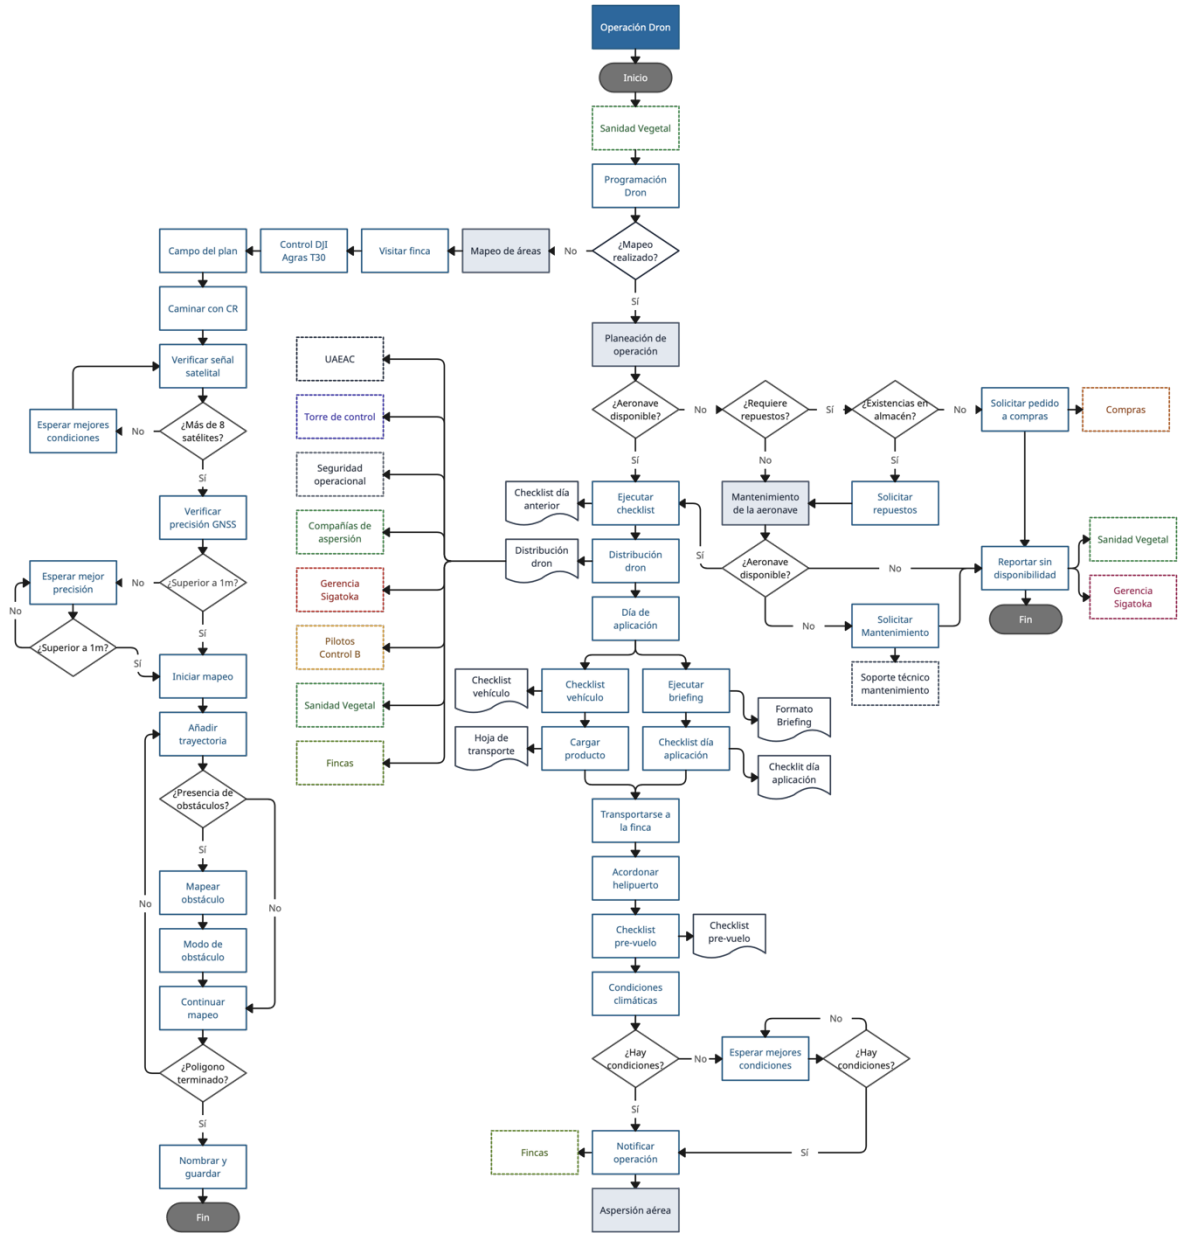 Operación Dron
Inicio
Sanidad Vegetal
Programación
Dron
¿Mapeo
realizado?
No
Mapeo de áreas
Visitar finca
Control DJI
Agras T30
Campo del plan
Caminar con CR
Verificar señal
satelital
¿Más de 8
satélites?
No
Esperar mejores
condiciones
Sí
Verificar
precisión GNSS
¿Superior a 1m?
No
Esperar mejor
precisión
¿Superior a 1m?
No
Sí
Sí
Iniciar mapeo
Añadir
trayectoria
¿Presencia de
obstáculos?
Sí
No
Mapear
obstáculo
Modo de
obstáculo
Continuar
mapeo
¿Poligono
terminado?
No
Sí
Nombrar y
guardar
Fin
Sí
Planeación de
operación
¿Aeronave
disponible?
No
¿Requiere
repuestos?
Sí
¿Existencias en
almacén?
No
Solicitar pedido
a compras
Compras
Sí
No
Sí
Mantenimiento
de la aeronave
Solicitar
repuestos
¿Aeronave
disponible?
Sí
No
No
Solicitar
Mantenimiento
Soporte técnico
mantenimiento
Reportar sin
disponibilidad
Sanidad Vegetal
Gerencia
Sigatoka
Fin
Ejecutar
checklist
Checklist día
anterior
Distribución
dron
Distribución
dron
UAEAC
Torre de control
Seguridad
operacional
Compañías de
aspersión
Gerencia
Sigatoka
Pilotos
Control B
Sanidad Vegetal
Fincas
Día de
aplicación
Checklist
vehículo
Checklist
vehículo
Cargar
producto
Hoja de
transporte
Ejecutar
briefing
Formato
Briefing
Checklist día
aplicación
Checklit día
aplicación
Transportarse a
la finca
Acordonar
helipuerto
Checklist
pre-vuelo
Checklist
pre-vuelo
Condiciones
climáticas
¿Hay
condiciones?
No
Esperar mejores
condiciones
¿Hay
condiciones?
No
Sí
Sí
Notificar
operación
Fincas
Aspersión aérea